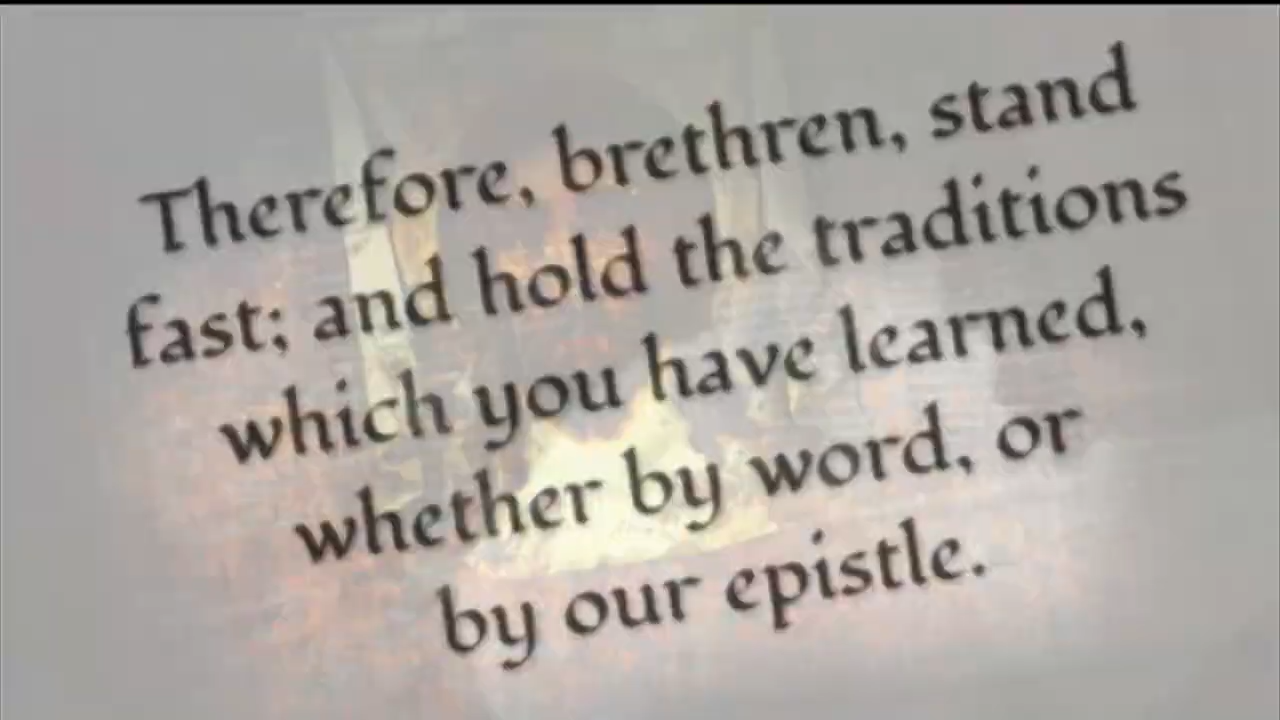 Therefore, brethren, stand
fast; and hold the traditions
which you have learned,
whether by word, or
by our epistle.